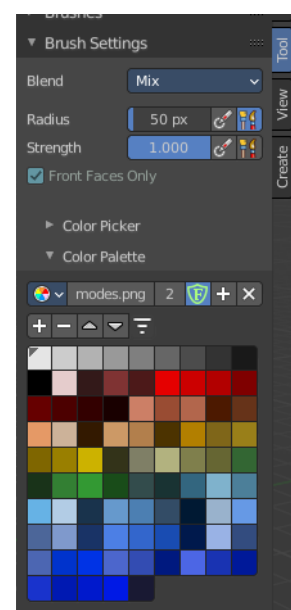 Brushes
Brush Settings
Blend
Mix
Radius
50 px
Strength
1.000
Front Faces Only
Color Picker
Color Palette
modes.png
2
F
Tool
View
Create